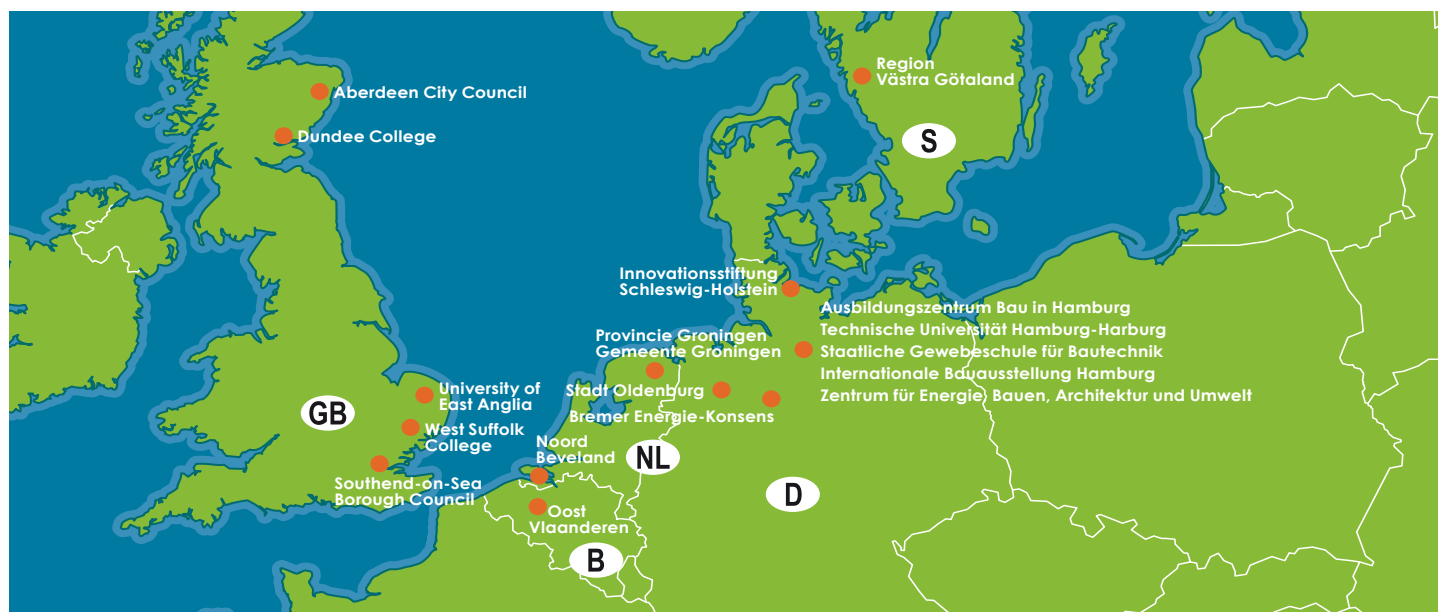 Region
Västra Götaland
Aberdeen City Council
Dundee College
S
Innovationsstiftung
Schleswig-Holstein
Ausbildungszentrum Bau in Hamburg
Technische Universität Hamburg-Harburg
Staatliche Gewebeschule für Bautechnik
Internationale Bauausstellung Hamburg
Zentrum für Energie, Bauen, Architektur und Umwelt
Provincie Groningen
Gemeente Groningen
Stadt Oldenburg
Bremer Energie-Konsens
University of
East Anglia
GB
West Suffolk
College
Noord
Beveland
NL
Southend-on-Sea
Borough Council
D
Oost
Vlaanderen
B